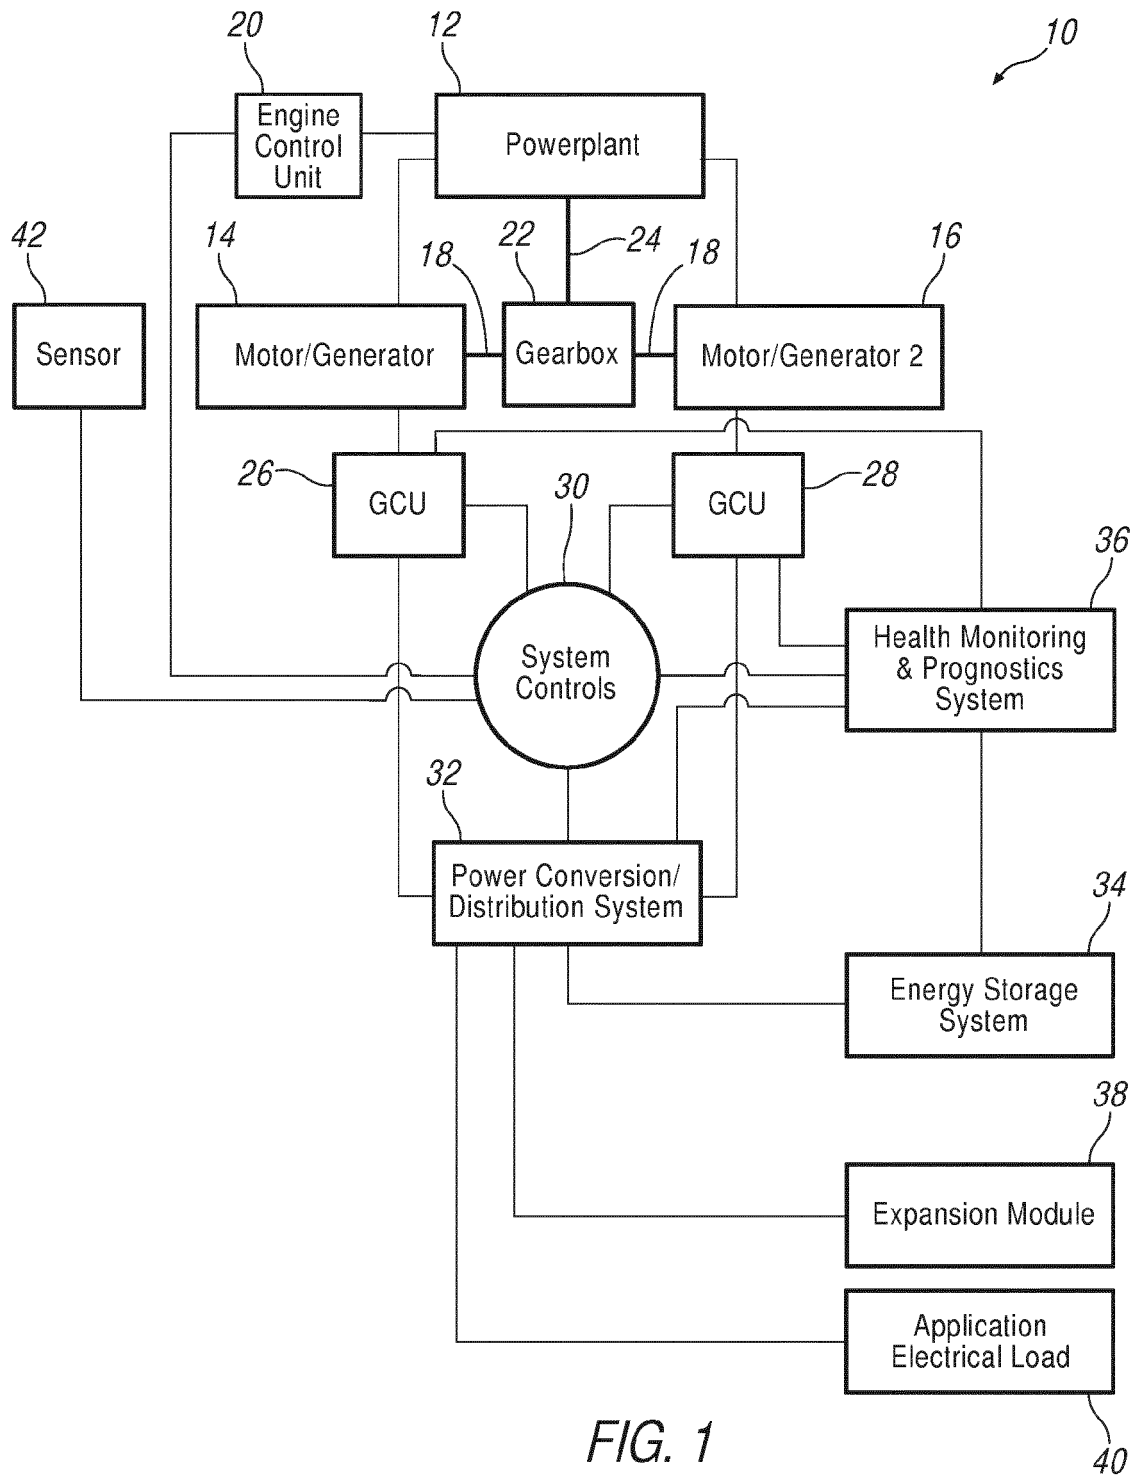 20
12
10
Engine
Control
Unit
Powerplant
42
14
18
22
24
18
16
Sensor
Motor/Generator
Gearbox
Motor/Generator 2
26
GCU
30
GCU
28
36
System
Controls
Health Monitoring
& Prognostics
System
32
Power Conversion/
Distribution System
34
Energy Storage
System
38
Expansion Module
Application
Electrical Load
40
FIG. 1